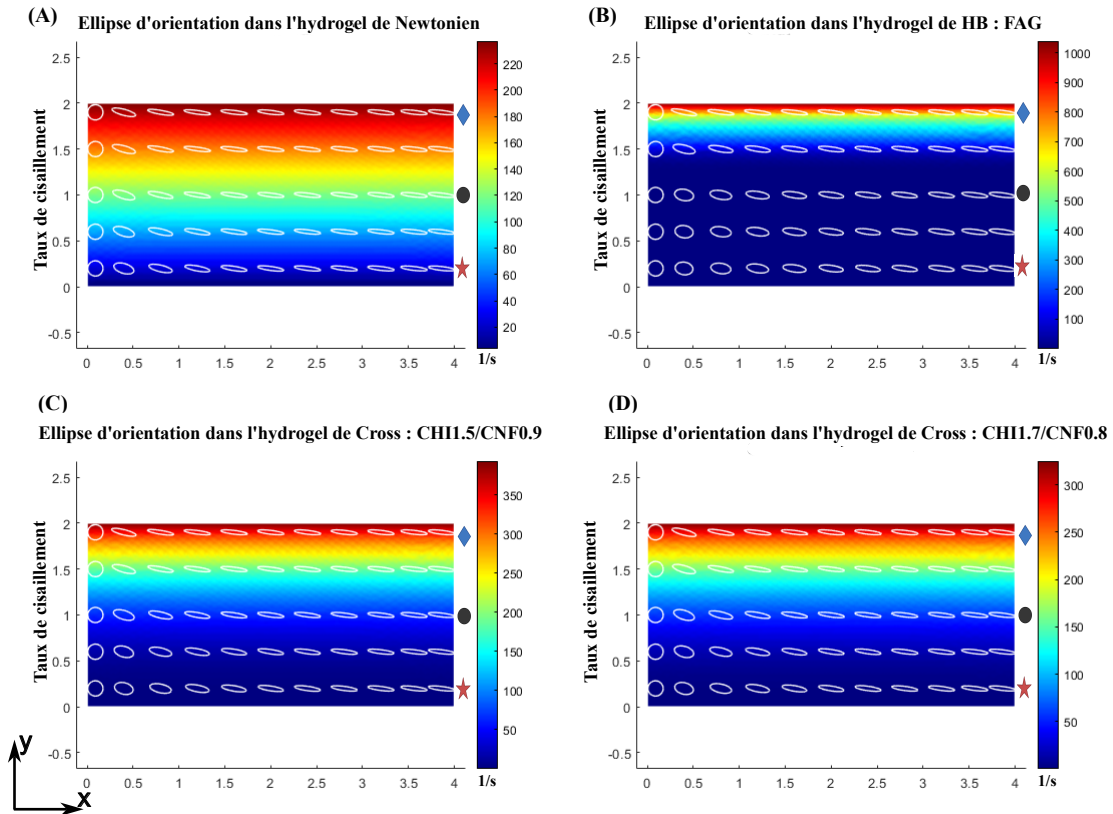 (A)
Ellipse d'orientation dans l'hydrogel de Newtonien
2.5
2
1.5
1
0.5
0
-0.5
Taux de cisaillement
0 0.5 1 1.5 2 2.5 3 3.5 4
220
200
180
160
140
120
100
80
60
40
20
1/s
(B)
Ellipse d'orientation dans l'hydrogel de HB : FAG
2.5
2
1.5
1
0.5
0
-0.5
Taux de cisaillement
0 0.5 1 1.5 2 2.5 3 3.5 4
1000
900
800
700
600
500
400
300
200
100
1/s
(C)
Ellipse d'orientation dans l'hydrogel de Cross : CHI1.5/CNF0.9
2.5
2
1.5
1
0.5
0
-0.5
Taux de cisaillement
0 0.5 1 1.5 2 2.5 3 3.5 4
350
300
250
200
150
100
50
1/s
(D)
Ellipse d'orientation dans l'hydrogel de Cross : CHI1.7/CNF0.8
2.5
2
1.5
1
0.5
0
-0.5
Taux de cisaillement
0 0.5 1 1.5 2 2.5 3 3.5 4
300
250
200
150
100
50
1/s
y
x